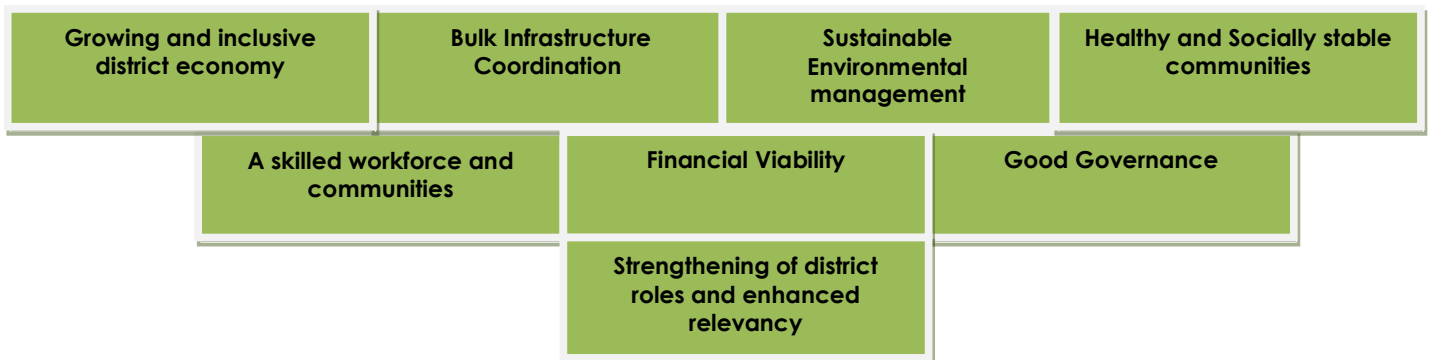 Growing and inclusive
district economy
Bulk Infrastructure
Coordination
Sustainable
Environmental
management
Healthy and Socially stable
communities
A skilled workforce and
communities
Financial Viability
Good Governance
Strengthening of district
roles and enhanced
relevancy